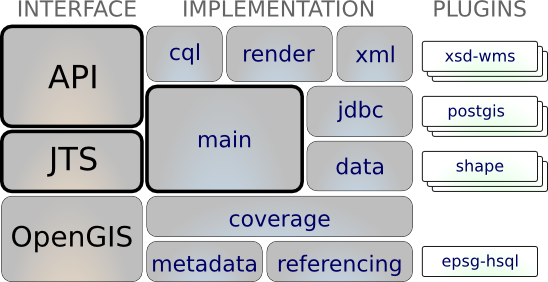 INTERFACE IMPLEMENTATION PLUGINS
API
JTS
OpenGIS
cql render xml
main
jdbc
data
coverage
metadata referencing
xsd-wms
postgis
shape
epsg-hsql